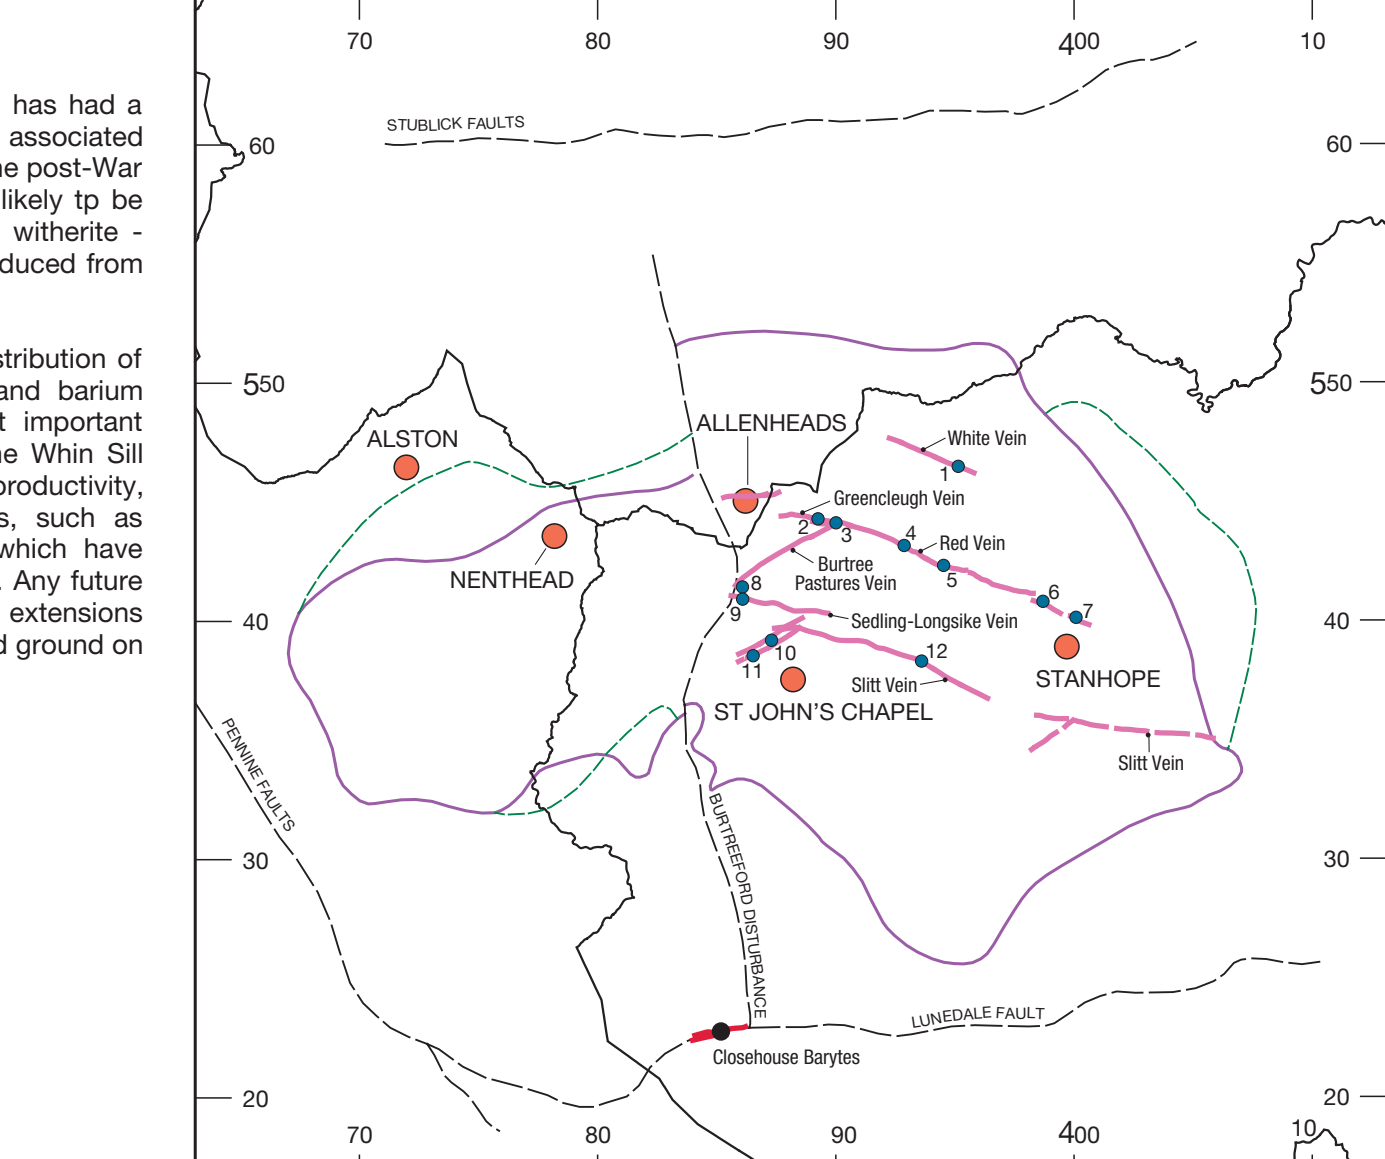 has had a
associated
ne post-War
likely tp be
witherite -
duced from
stribution of
and barium
t important
ne Whin Sill
productivity,
s, such as
which have
. Any future
extensions
d ground on
70
80
90
400
10
STUBLICK FAULTS
60
60
550
550
ALSTON
ALLENHEADS
White Vein
1
Greencleugh Vein
2
3
4
Red Vein
NENTHEAD
Burtree
Pastures Vein
5
8
6
9
7
40
Sedling-Longsike Vein
40
10
12
11
Slitt Vein
STANHOPE
ST JOHN'S CHAPEL
PENNINE FAULTS
Slitt Vein
BURTREEFORD DISTURBANCE
30
30
LUNEDALE FAULT
Closehouse Barytes
20
20
70
80
90
400
10